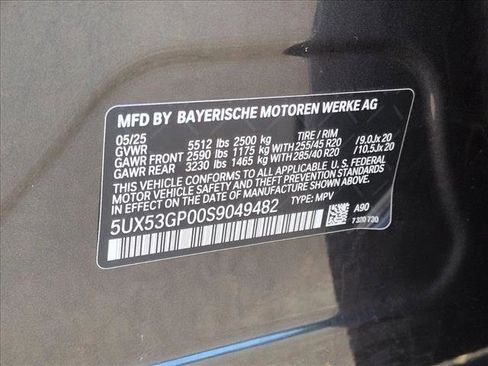 MFD BY BAYERISCHE MOTOREN WERKE AG
05/25
GVWR 5512 lbs 2500 kg TIRE / RIM
GAWR FRONT 2590 lbs 1175 kg WITH 255/45 R20 /9.0Jx20
GAWR REAR 3230 lbs 1465 kg WITH 285/40 R20 /10.5Jx20
THIS VEHICLE CONFORMS TO ALL APPLICABLE U.S. FEDERAL
MOTOR VEHICLE SAFETY AND THEFT PREVENTION STANDARDS
IN EFFECT ON THE DATE OF MANUFACTURE SHOWN ABOVE.
5UX53GP00S9049482 TYPE: MPV
A90
7320 730